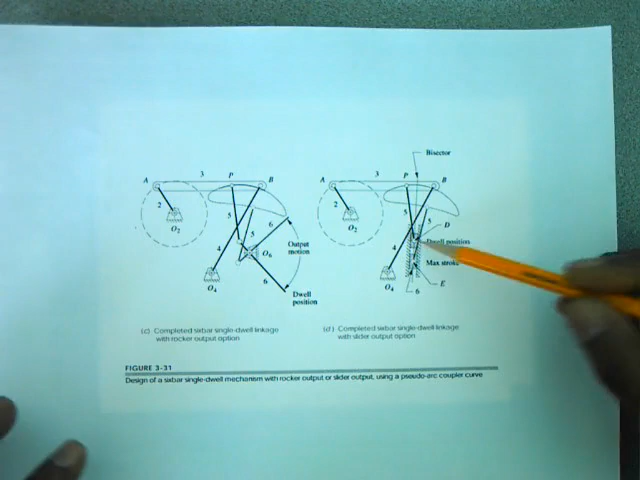 Bisector
A 3 P B
A 3 P B
2
5
6
O2
4
5
O6
Output
motion
6
O4
Dwell
position
2
5
5
D
O2
4
Dwell position
Max stroke
E
O4
6
(c) Completed sixbar single-dwell linkage
with rocker output option
(d) Completed sixbar single-dwell linkage
with slider output option
FIGURE 3-31
Design of a sixbar single-dwell mechanism with rocker output or slider output, using a pseudo-arc coupler curve